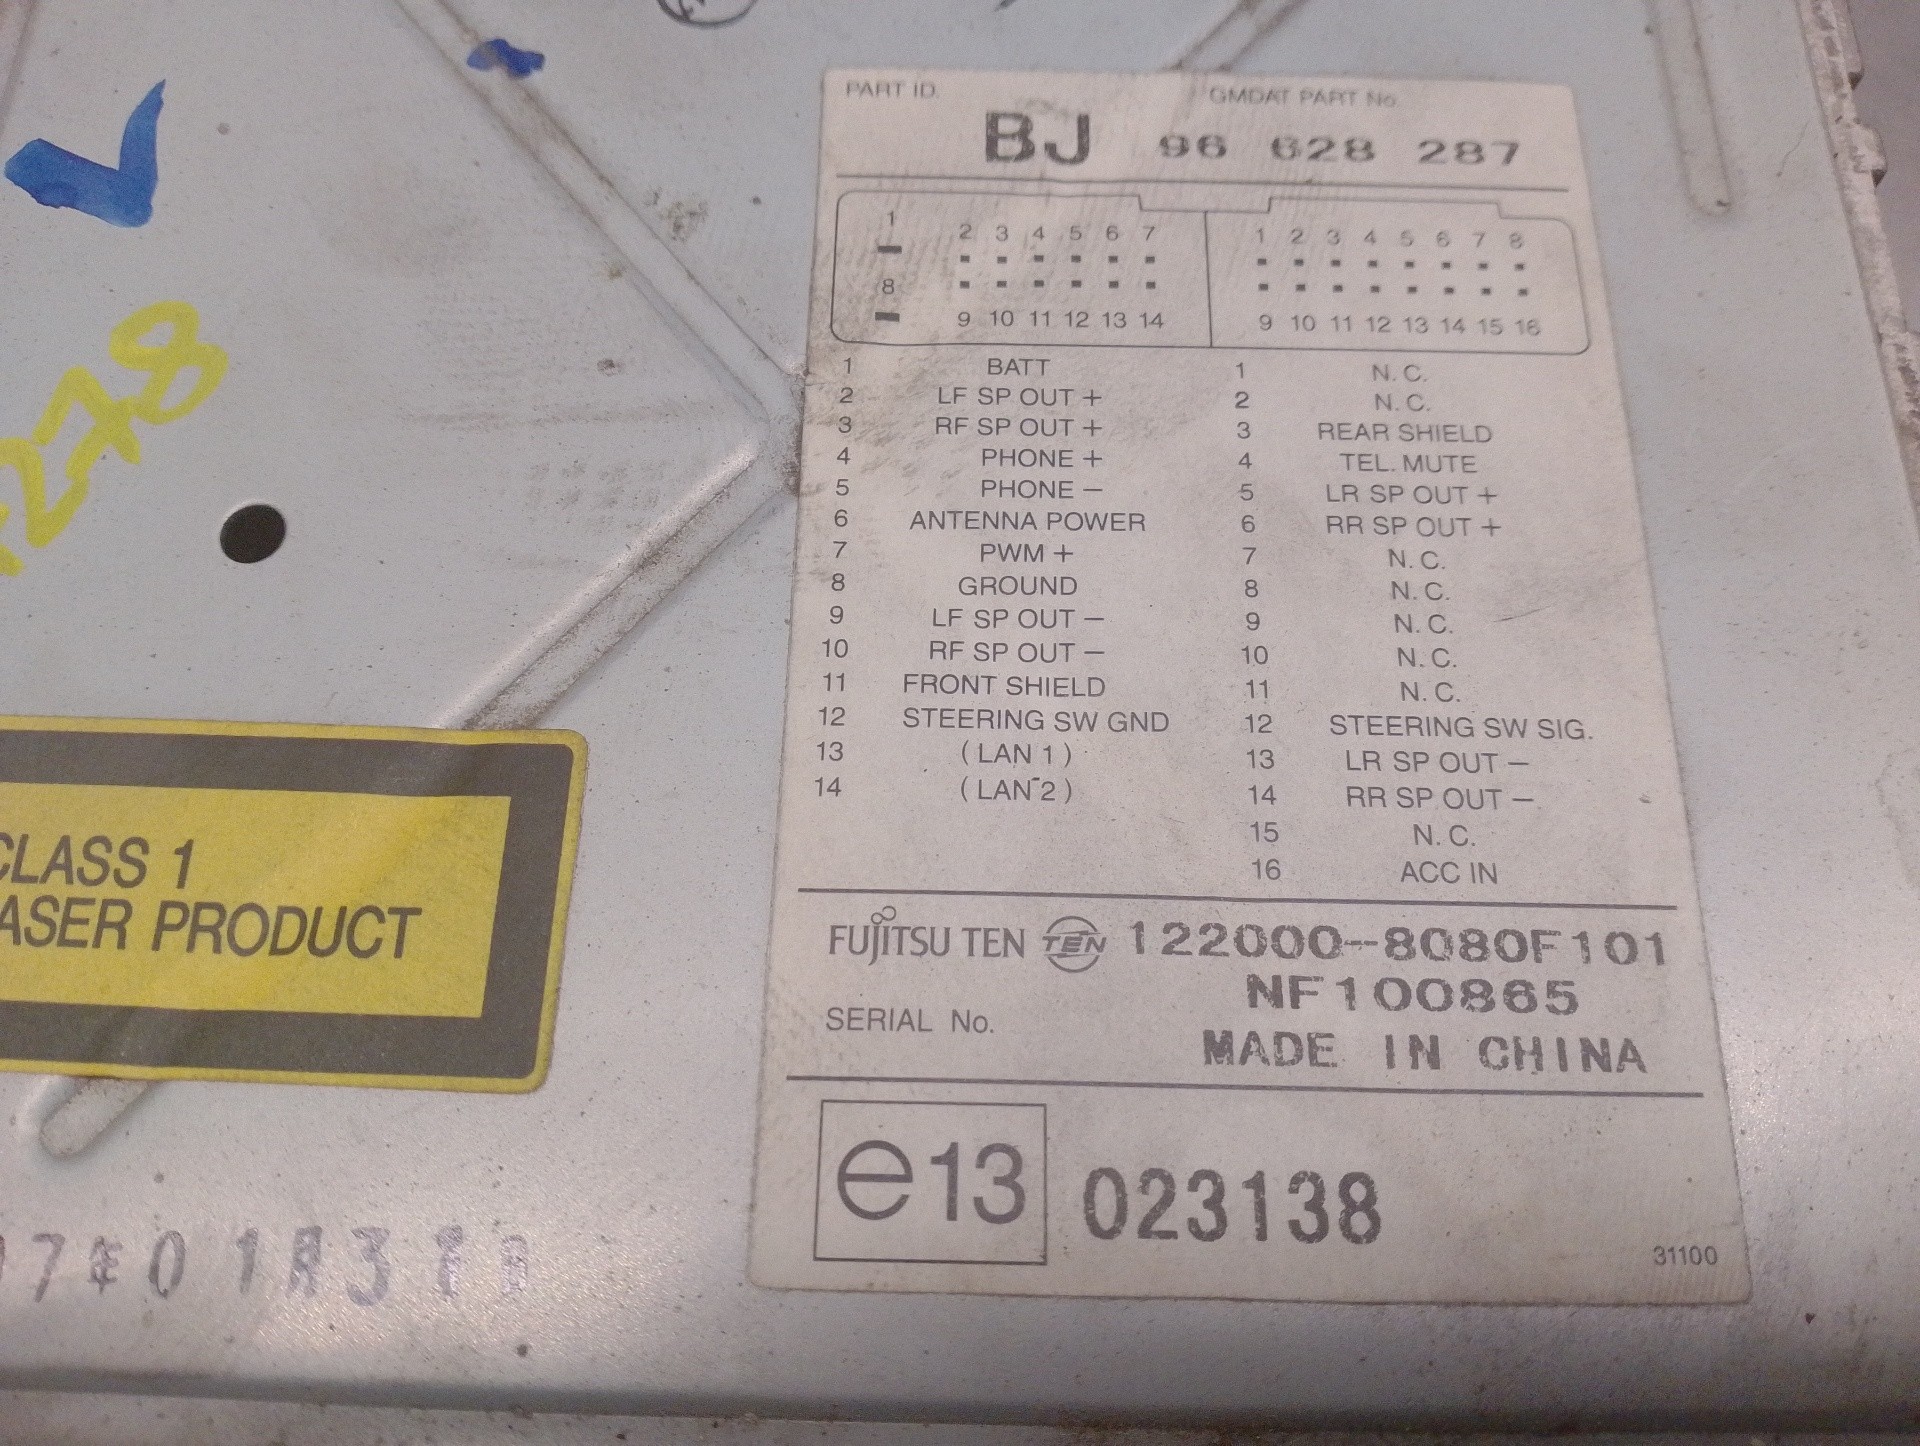 PART ID. GMDAT PART No.
BJ 96 628 287
1 2 3 4 5 6 7 1 2 3 4 5 6 7 8
8 9 10 11 12 13 14 9 10 11 12 13 14 15 16
1 BATT 1 N.C.
2 LF SP OUT + 2 N.C.
3 RF SP OUT + 3 REAR SHIELD
4 PHONE + 4 TEL. MUTE
5 PHONE − 5 LR SP OUT +
6 ANTENNA POWER 6 RR SP OUT +
7 PWM + 7 N.C.
8 GROUND 8 N.C.
9 LF SP OUT − 9 N.C.
10 RF SP OUT − 10 N.C.
11 FRONT SHIELD 11 N.C.
12 STEERING SW GND 12 STEERING SW SIG.
13 (LAN 1) 13 LR SP OUT −
14 (LAN 2) 14 RR SP OUT −
15 N.C.
16 ACC IN
FUJITSU TEN TEN 122000-8080F101
NF100865
SERIAL No.
MADE IN CHINA
e13 023138
31100
278
CLASS 1
ASER PRODUCT